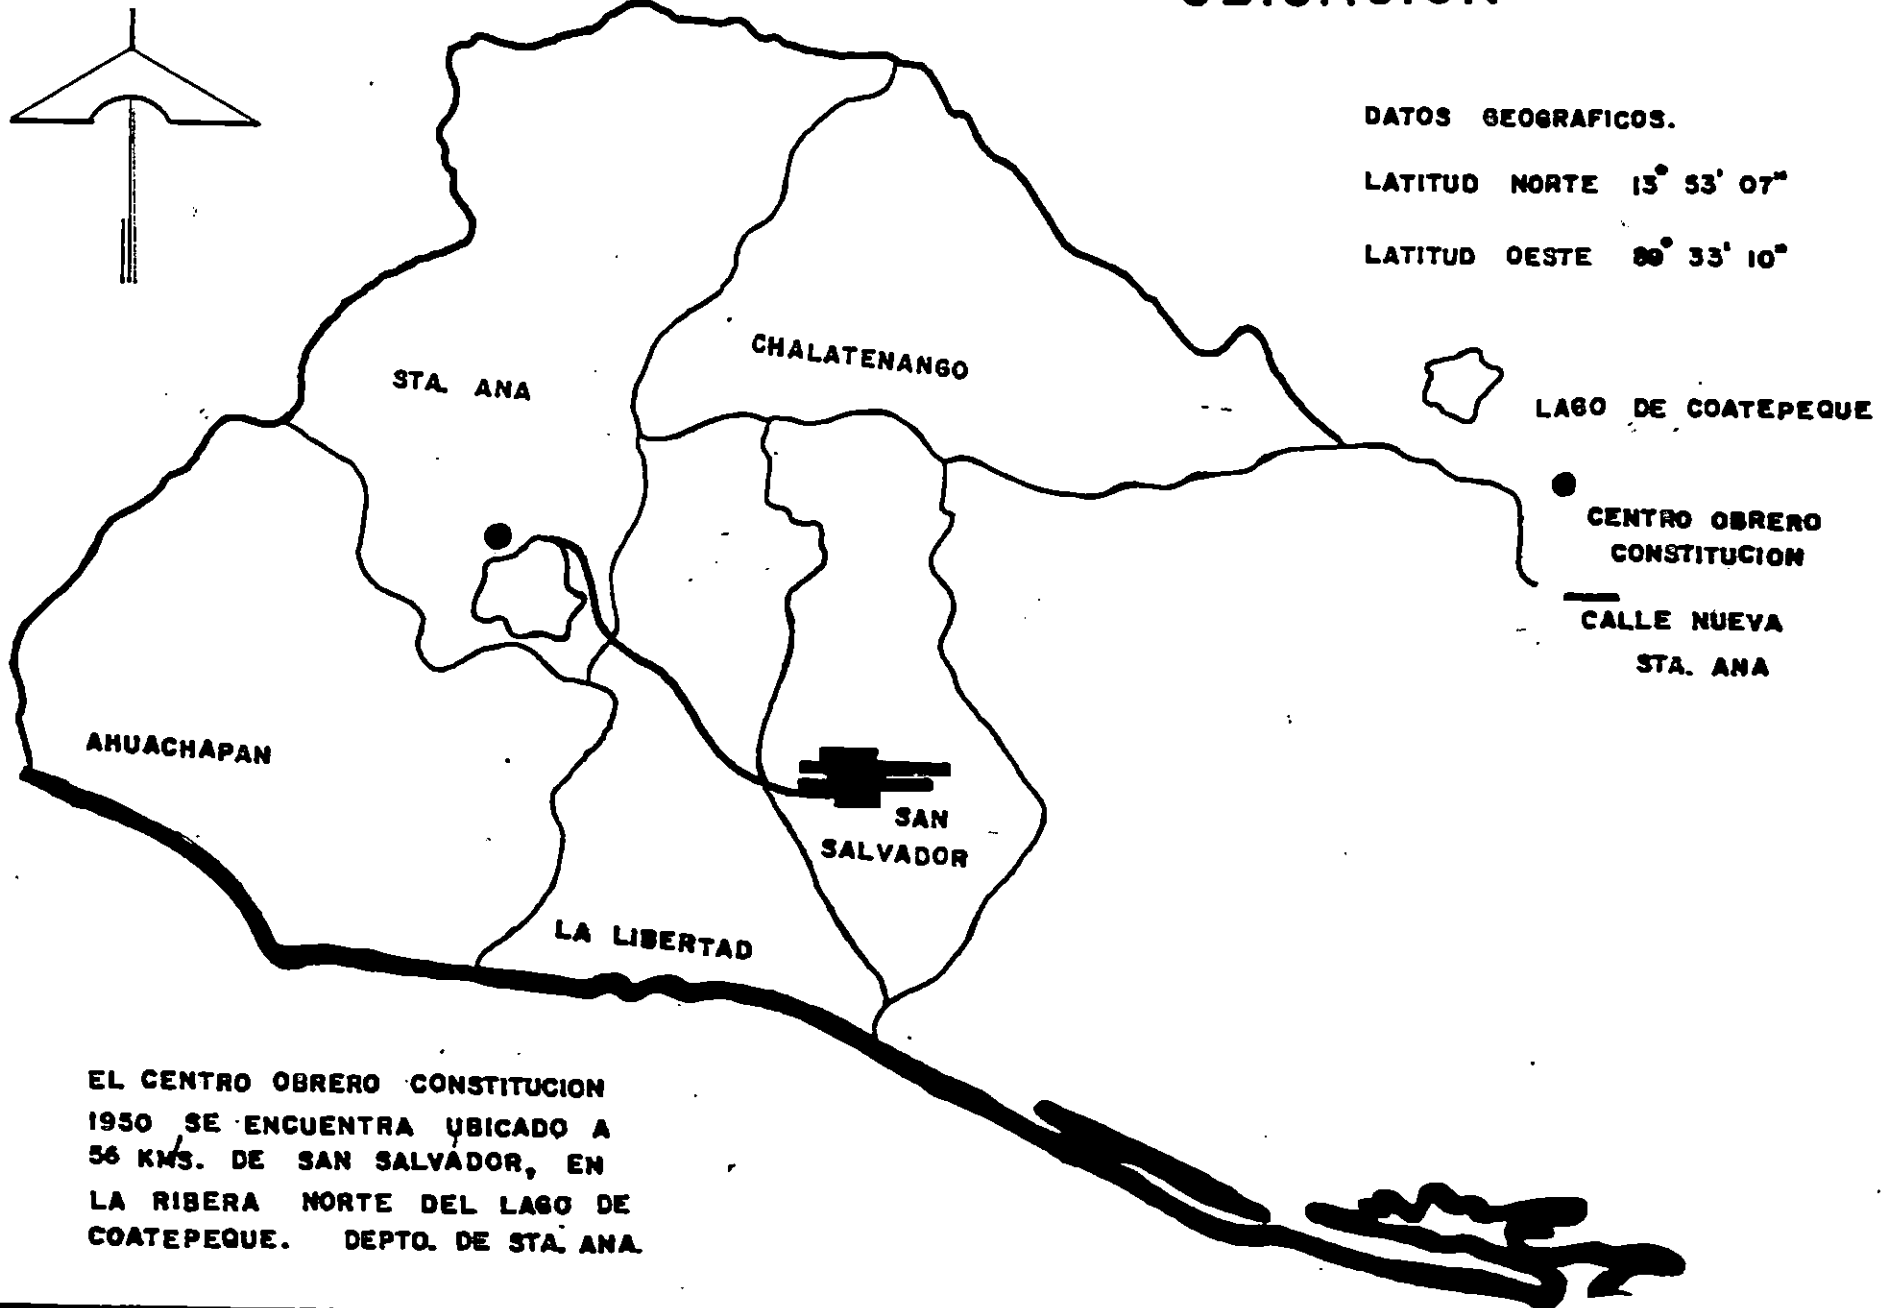 UBICACION
DATOS GEOGRAFICOS.
LATITUD NORTE 13° 53' 07"
LATITUD OESTE 89° 33' 10"
CHALATENANGO
STA. ANA
LAGO DE COATEPEQUE
CENTRO OBRERO
CONSTITUCION
CALLE NUEVA
STA. ANA
AHUACHAPAN
SAN
SALVADOR
LA LIBERTAD
EL CENTRO OBRERO CONSTITUCION
1950 SE ENCUENTRA UBICADO A
56 KMS. DE SAN SALVADOR, EN
LA RIBERA NORTE DEL LAGO DE
COATEPEQUE. DEPTO. DE STA. ANA.